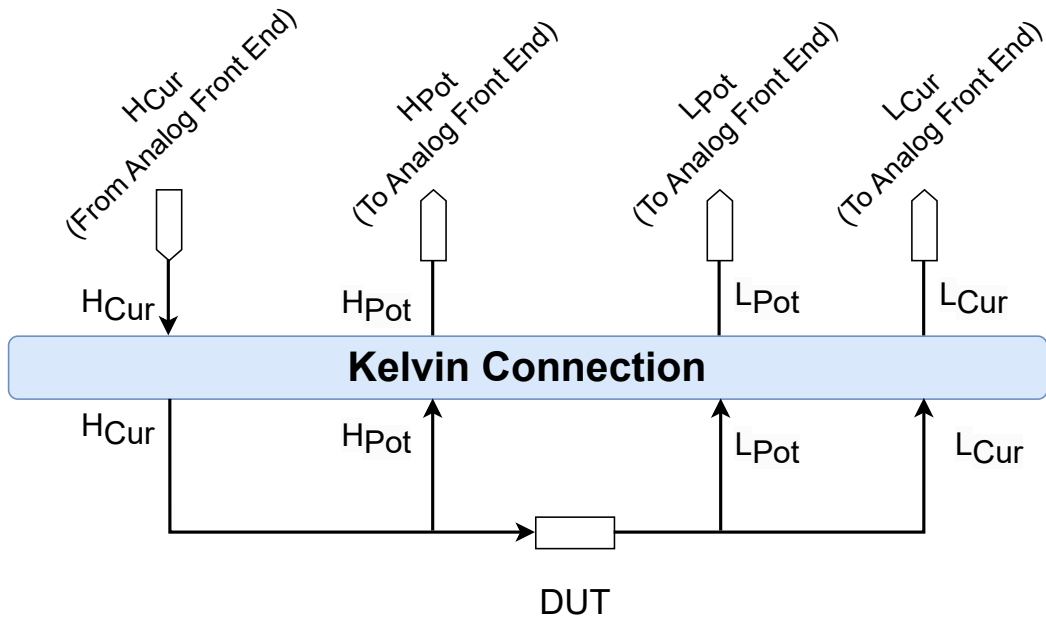 HCur
(From Analog Front End)
HPot
(To Analog Front End)
LPot
(To Analog Front End)
LCur
(To Analog Front End)
HCur
HPot
LPot
LCur
Kelvin Connection
HCur
HPot
LPot
LCur
DUT